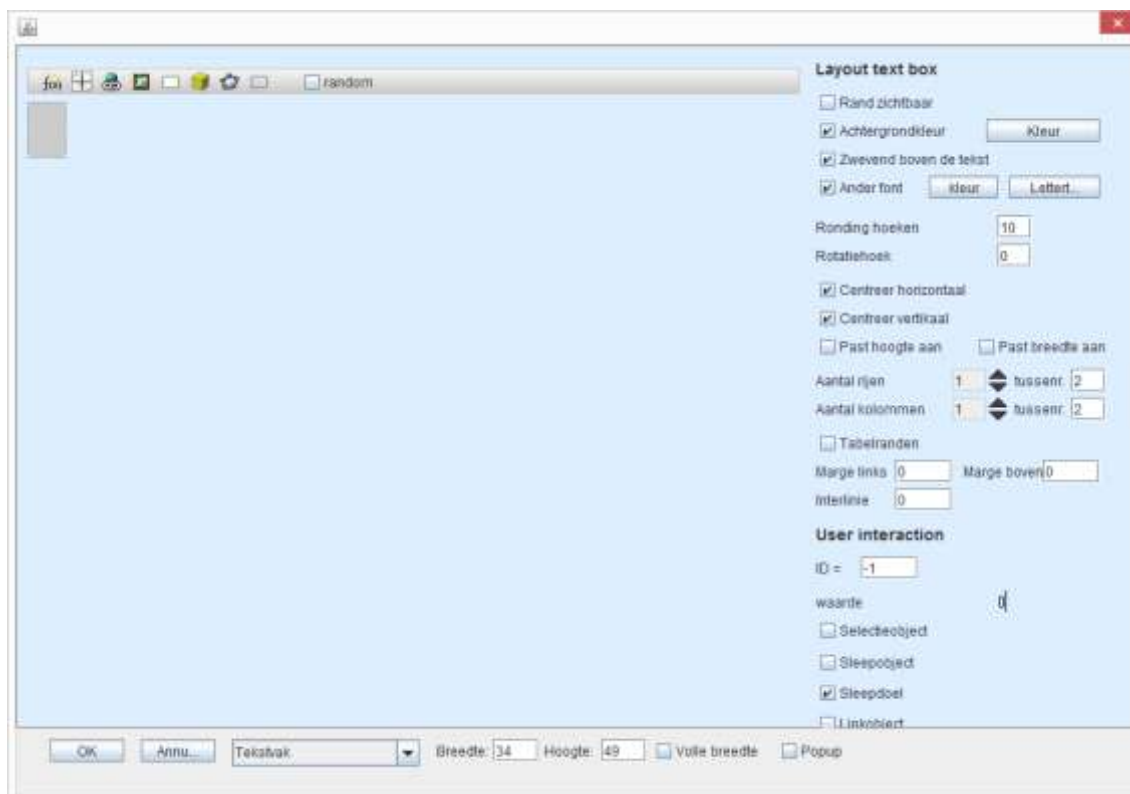 f(x) random
Layout text box
Rand zichtbaar
Achtergrondkleur Kleur
Zwevend boven de tekst
Ander font kleur Lettert...
Ronding hoeken 10
Rotatiehoek 0
Centreer horizontaal
Centreer vertikaal
Past hoogte aan Past breedte aan
Aantal rijen 1 tussenr. 2
Aantal kolommen 1 tussenr. 2
Tabelranden
Marge links 0 Marge boven 0
Interlinie 0
User interaction
ID = -1
waarde 0
Selectieobject
Sleepobject
Sleepdoel
Linkobject
OK Annu... Tekstvak Breedte: 34 Hoogte: 49 Volle breedte Popup